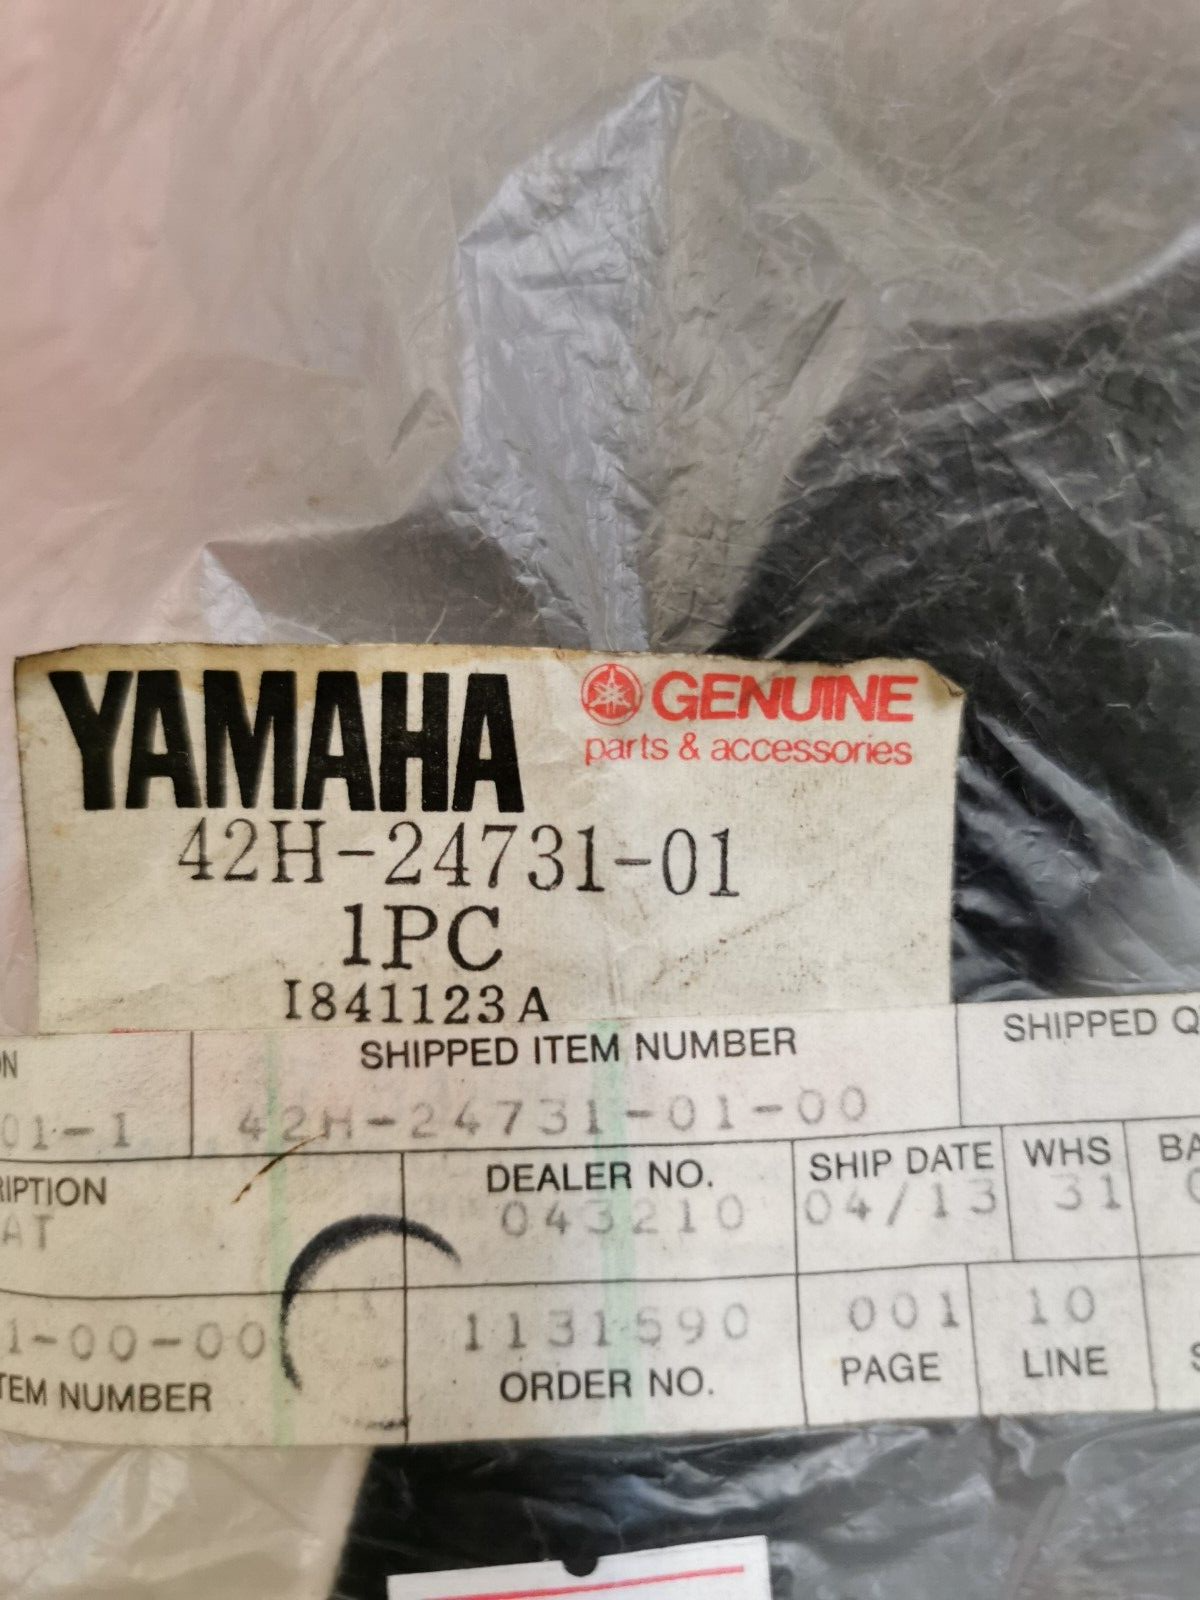 YAMAHA
GENUINE
parts & accessories
42H-24731-01
1PC
I841123A
SHIPPED ITEM NUMBER
SHIPPED Q
01-1
42H-24731-01-00
DEALER NO.
SHIP DATE
WHS
BA
IPTION
AT
043210
04/13
31
1-00-00
1131590
001
10
TEM NUMBER
ORDER NO.
PAGE
LINE